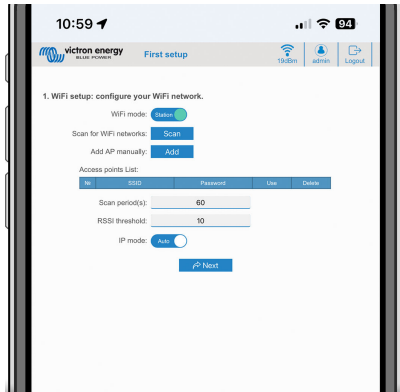 10:59
94
victron energy
BLUE POWER
First setup
19dBm
admin
Logout
1. WiFi setup: configure your WiFi network.
WiFi mode: Station
Scan for WiFi networks: Scan
Add AP manually: Add
Access points List:
№ SSID Password Use Delete
Scan period(s): 60
RSSI threshold: 10
IP mode: Auto
Next